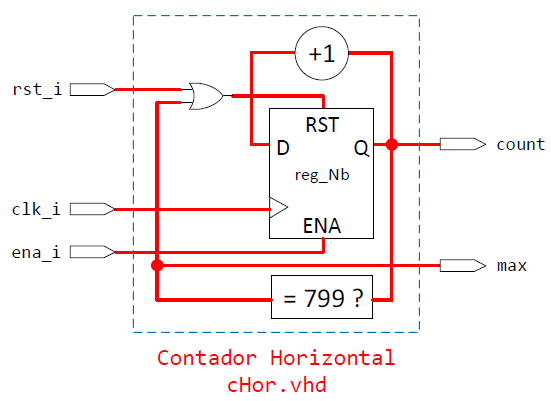 +1
rst_i
RST
D
Q
count
reg_Nb
clk_i
ENA
ena_i
max
= 799 ?
Contador Horizontal
cHor.vhd